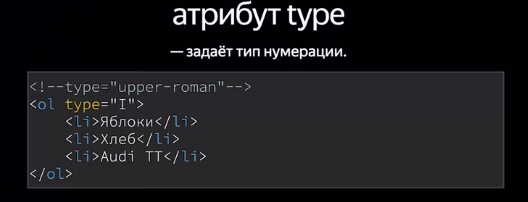 атрибут type
— задаёт тип нумерации.
<!--type="upper-roman"-->
<ol type="I">
    <li>Яблоки</li>
    <li>Хлеб</li>
    <li>Audi TT</li>
</ol>